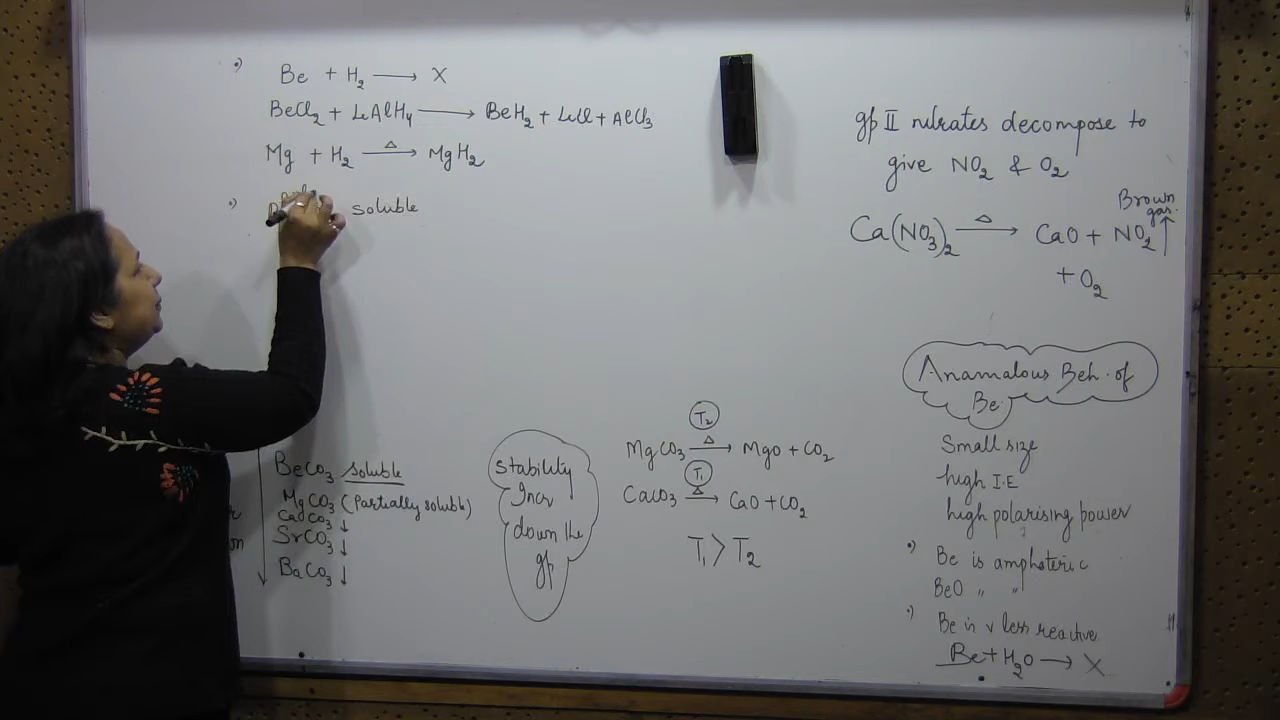 Be + H2 ⟶ X
BeCl2 + LiAlH4 ⟶ BeH2 + LiCl + AlCl3
Mg + H2 ⟶ Δ MgH2
soluble
BeCO3 soluble
MgCO3 (Partially soluble)
CaCO3 ↓
SrCO3 ↓
BaCO3 ↓
stability
Incr
down the
gp
T2
MgCO3 ⟶ Δ MgO + CO2
T1
CaCO3 ⟶ Δ CaO + CO2
T1 > T2
gp II nitrates decompose to
give NO2 & O2
Brown
gas.
Ca(NO3)2 ⟶ Δ CaO + NO2 ↑
+ O2
Anamalous Beh. of
Be
Small size
high I.E
high polarising power
Be is amphoteric
BeO " "
Be is v less reactive
Be + H2O ⟶ X